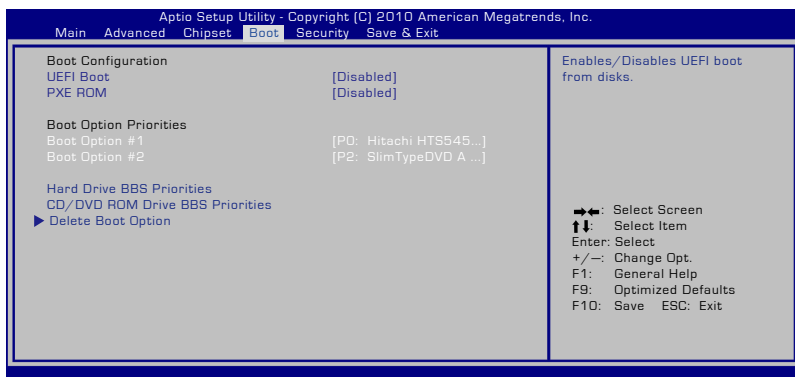 Aptio Setup Utility - Copyright (C) 2010 American Megatrends, Inc.
Main Advanced Chipset Boot Security Save & Exit
Boot Configuration
UEFI Boot [Disabled]
PXE ROM [Disabled]
Boot Option Priorities
Boot Option #1 [P0: Hitachi HTS545...]
Boot Option #2 [P2: SlimTypeDVD A ...]
Hard Drive BBS Priorities
CD/DVD ROM Drive BBS Priorities
Delete Boot Option
Enables/Disables UEFI boot
from disks.
→←: Select Screen
↑↓: Select Item
Enter: Select
+/—: Change Opt.
F1: General Help
F9: Optimized Defaults
F10: Save ESC: Exit